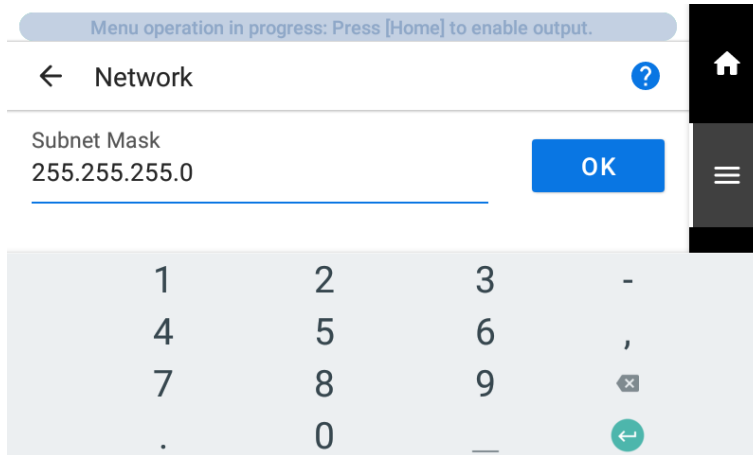 Menu operation in progress: Press [Home] to enable output.
Network
?
Subnet Mask
255.255.255.0
OK
1 2 3 -
4 5 6 ,
7 8 9
. 0 _